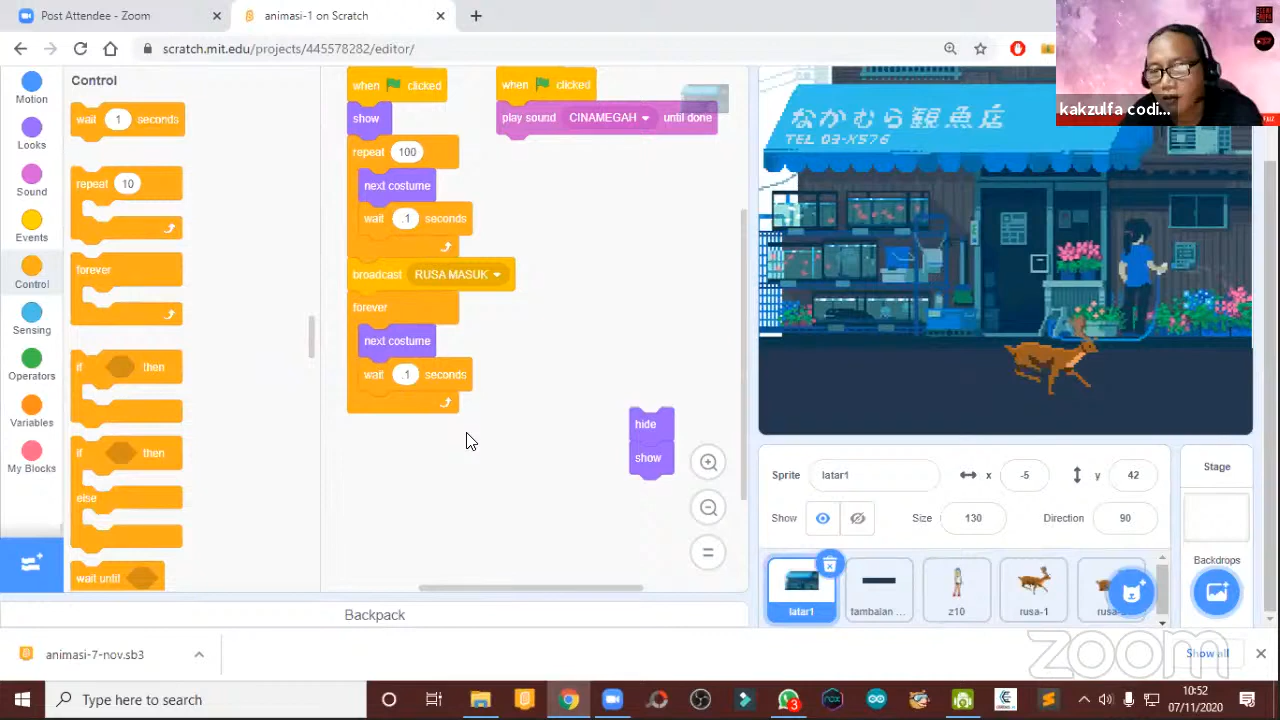 Post Attendee - Zoom
animasi-1 on Scratch
scratch.mit.edu/projects/445578282/editor/
kakzulfa codi...
Motion
Looks
Sound
Events
Control
Sensing
Operators
Variables
My Blocks
Control
wait 1 seconds
repeat 10
forever
if then
if then
else
wait until
when clicked
show
repeat 100
next costume
wait .1 seconds
broadcast RUSA MASUK
forever
next costume
wait .1 seconds
when clicked
play sound CINAMEGAH until done
hide
show
Backpack
なかむら観魚店
TEL 03-X576
Sprite latar1 x -5 y 42
Show Size 130 Direction 90
latar1
tambalan ...
z10
rusa-1
rusa-
Stage
Backdrops
animasi-7-nov.sb3
Show all
zoom
Type here to search
3
10:52
07/11/2020